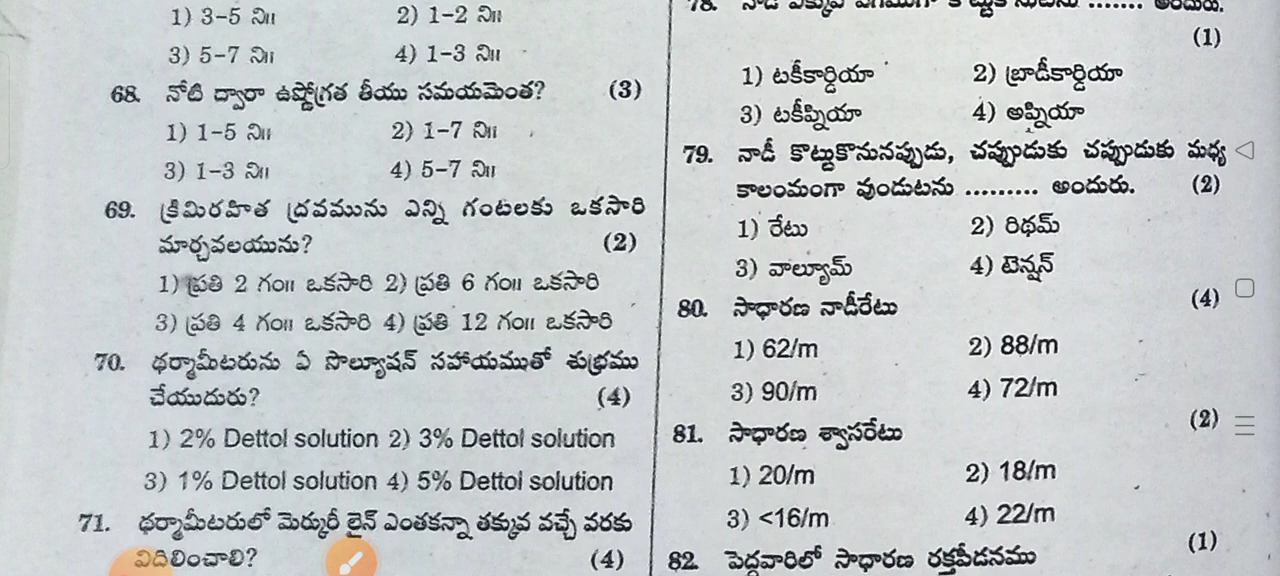 1) 3-5 ని॥ 2) 1-2 ని॥
3) 5-7 ని॥ 4) 1-3 ని॥
68. నోటి ద్వారా ఉష్ణోగ్రత తీయు సమయమెంత? (3)
1) 1-5 ని॥ 2) 1-7 ని॥
3) 1-3 ని॥ 4) 5-7 ని॥
69. క్రిమిరహిత ద్రవమును ఎన్ని గంటలకు ఒకసారి
మార్చవలయును? (2)
1) ప్రతి 2 గం॥ ఒకసారి 2) ప్రతి 6 గం॥ ఒకసారి
3) ప్రతి 4 గం॥ ఒకసారి 4) ప్రతి 12 గం॥ ఒకసారి
70. థర్మామీటరును ఏ సొల్యూషన్ సహాయముతో శుభ్రము
చేయుదురు? (4)
1) 2% Dettol solution 2) 3% Dettol solution
3) 1% Dettol solution 4) 5% Dettol solution
71. థర్మామీటరులో మెర్కురీ లైన్ ఎంతకన్నా తక్కువ వచ్చే వరకు
విదిలించాలి? (4)
78. నాడి ఎక్కువ వేగముగా కొట్టుకొనుటను ....... అందురు.
(1)
1) టకీకార్డియా 2) బ్రాడీకార్డియా
3) టకీప్నియా 4) అప్నియా
79. నాడీ కొట్టుకొనునప్పుడు, చప్పుడుకు చప్పుడుకు మధ్య
కాలంమంగా వుండుటను ......... అందురు. (2)
1) రేటు 2) రిథమ్
3) వాల్యూమ్ 4) టెన్షన్
80. సాధారణ నాడీరేటు (4)
1) 62/m 2) 88/m
3) 90/m 4) 72/m
81. సాధారణ శ్వాసరేటు (2)
1) 20/m 2) 18/m
3) <16/m 4) 22/m
82. పెద్దవారిలో సాధారణ రక్తపీడనము (1)